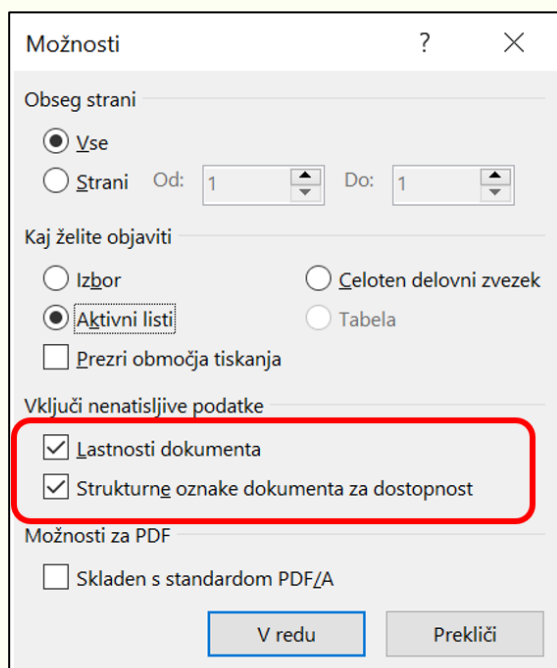 Možnosti ?
Obseg strani
Vse
Strani Od: 1 Do: 1
Kaj želite objaviti
Izbor Celoten delovni zvezek
Aktivni listi Tabela
Prezri območja tiskanja
Vključi nenatisljive podatke
Lastnosti dokumenta
Strukturne oznake dokumenta za dostopnost
Možnosti za PDF
Skladen s standardom PDF/A
V redu Prekliči